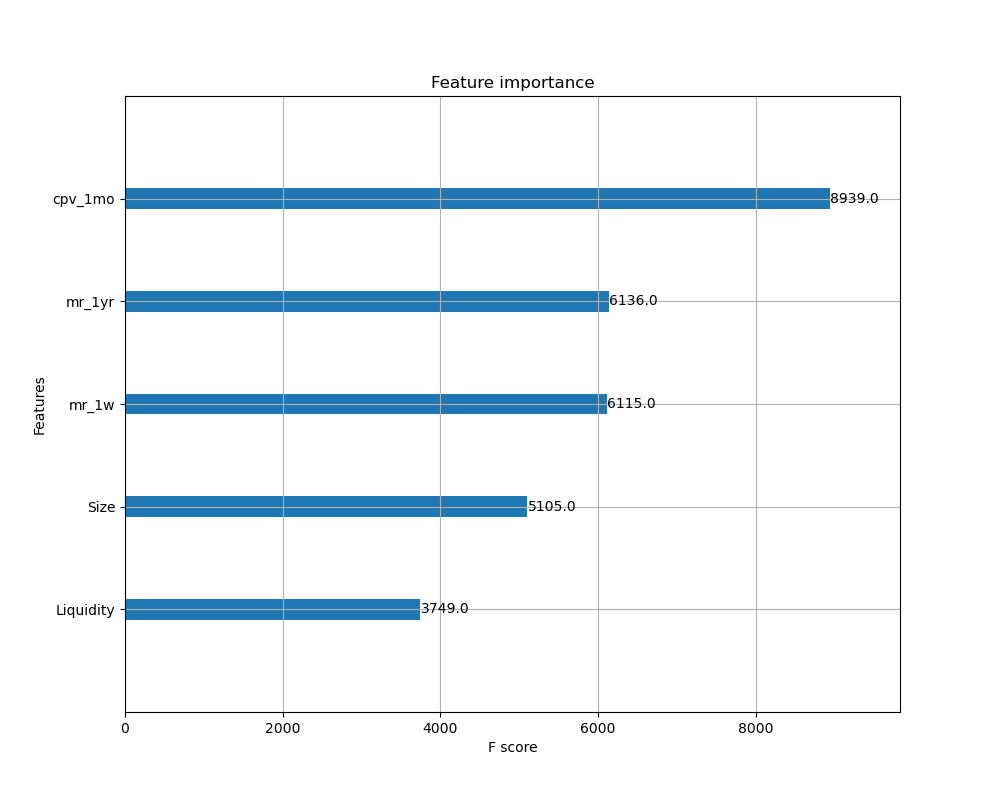 Feature importance
cpv_1mo
8939.0
mr_1yr
6136.0
mr_1w
6115.0
Size
5105.0
Liquidity
3749.0
Features
0 2000 4000 6000 8000
F score